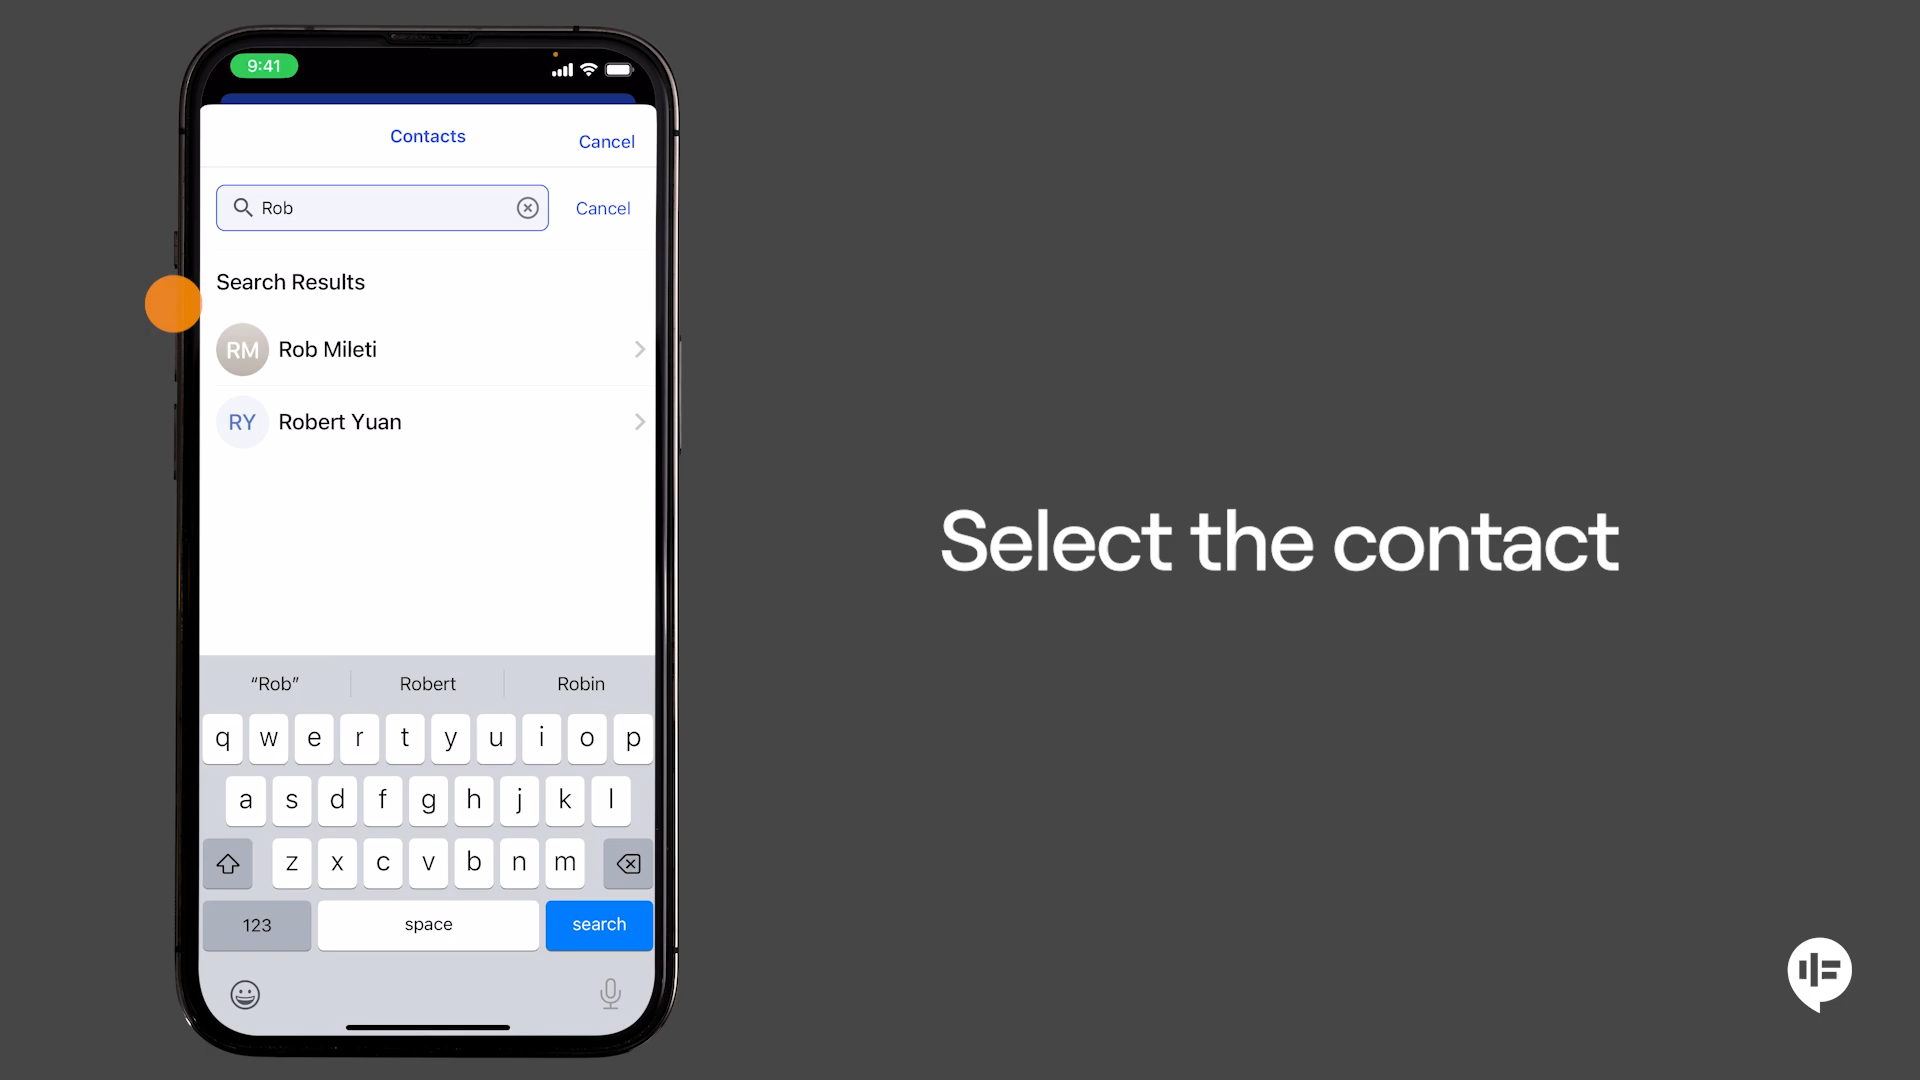 9:41
Contacts
Cancel
Rob
Cancel
Search Results
RM Rob Mileti
RY Robert Yuan
Select the contact
“Rob” Robert Robin
q w e r t y u i o p
a s d f g h j k l
z x c v b n m
123 space search